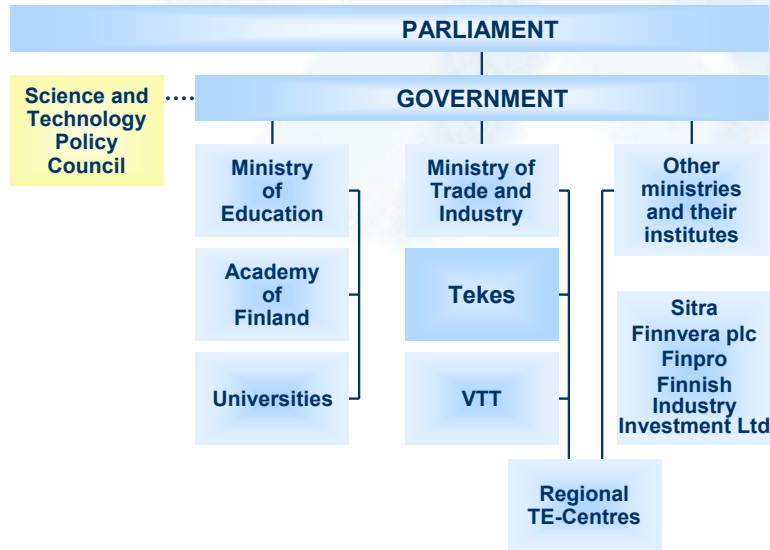 PARLIAMENT
Science and
Technology
Policy
Council
GOVERNMENT
Ministry
of
Education
Ministry of
Trade and
Industry
Other
ministries
and their
institutes
Academy
of
Finland
Tekes
Sitra
Finnvera plc
Finpro
Finnish
Industry
Investment Ltd
Universities
VTT
Regional
TE-Centres